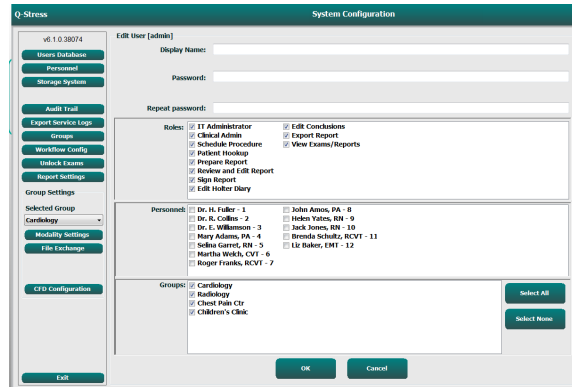 Q-Stress
System Configuration
v6.1.0.38074
Users Database
Personnel
Storage System
Audit Trail
Export Service Logs
Groups
Workflow Config
Unlock Exams
Report Settings
Group Settings
Selected Group
Cardiology
Modality Settings
File Exchange
CFD Configuration
Exit
Edit User [admin]
Display Name:
Password:
Repeat password:
Roles:
IT Administrator
Clinical Admin
Schedule Procedure
Patient Hookup
Prepare Report
Review and Edit Report
Sign Report
Edit Holter Diary
Edit Conclusions
Export Report
View Exams/Reports
Personnel:
Dr. H. Fuller - 1
Dr. R. Collins - 2
Dr. E. Williamson - 3
Mary Adams, PA - 4
Selina Garret, RN - 5
Martha Welch, CVT - 6
Roger Franks, RCVT - 7
John Amos, PA - 8
Helen Yates, RN - 9
Jack Jones, RN - 10
Brenda Schultz, RCVT - 11
Liz Baker, EMT - 12
Groups:
Cardiology
Radiology
Chest Pain Ctr
Children's Clinic
Select All
Select None
OK
Cancel